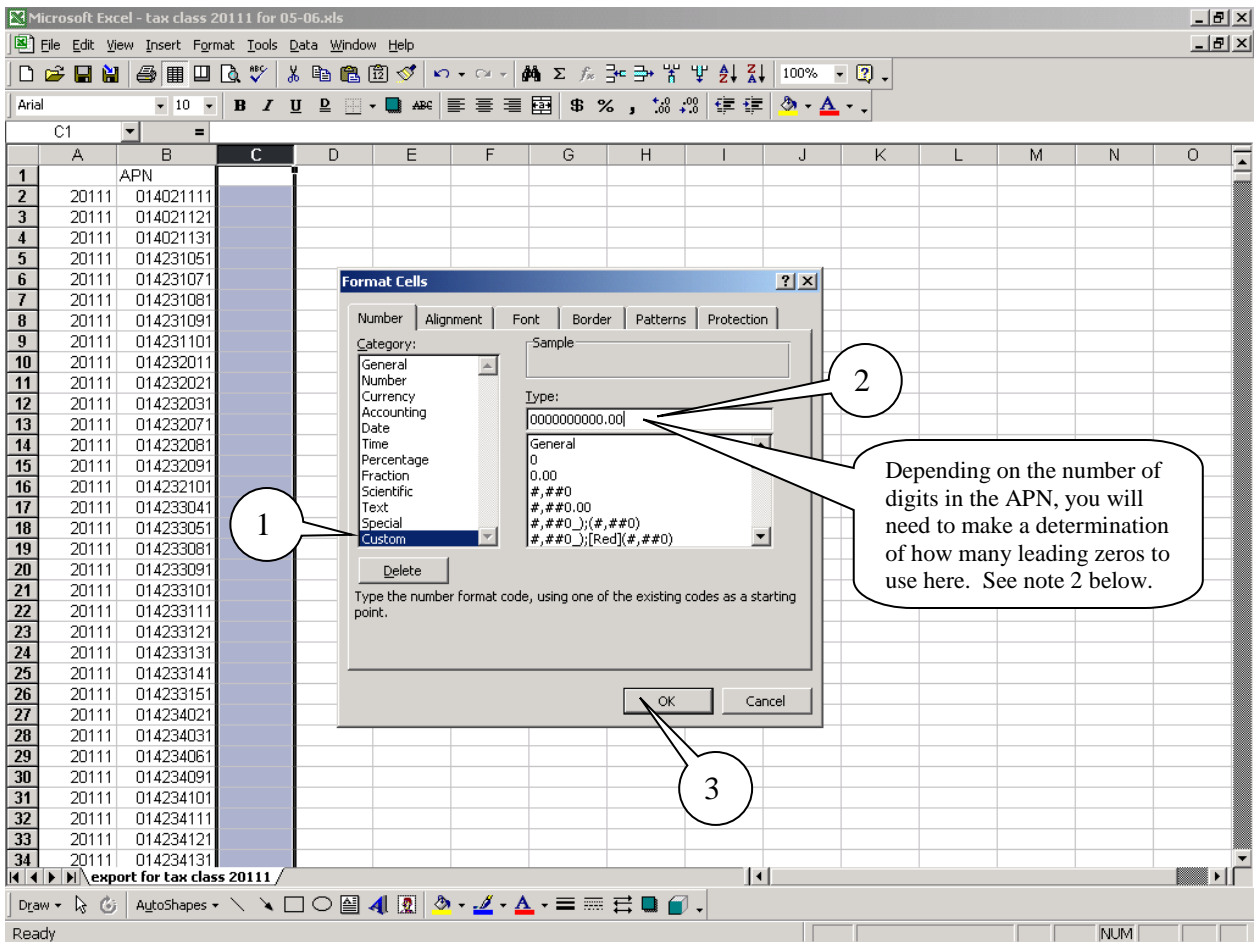 Microsoft Excel - tax class 20111 for 05-06.xls
File Edit View Insert Format Tools Data Window Help
100%
Arial 10 B I U D ABC $ % ,
C1 =
A B C D E F G H I J K L M N O
1 APN
2 20111 014021111
3 20111 014021121
4 20111 014021131
5 20111 014231051
6 20111 014231071
7 20111 014231081
8 20111 014231091
9 20111 014231101
10 20111 014232011
11 20111 014232021
12 20111 014232031
13 20111 014232071
14 20111 014232081
15 20111 014232091
16 20111 014232101
17 20111 014233041
18 20111 014233051
19 20111 014233081
20 20111 014233091
21 20111 014233101
22 20111 014233111
23 20111 014233121
24 20111 014233131
25 20111 014233141
26 20111 014233151
27 20111 014234021
28 20111 014234031
29 20111 014234061
30 20111 014234091
31 20111 014234101
32 20111 014234111
33 20111 014234121
34 20111 014234131
Format Cells
Number Alignment Font Border Patterns Protection
Category:
General
Number
Currency
Accounting
Date
Time
Percentage
Fraction
Scientific
Text
Special
Custom
Sample
Type:
0000000000.00
General
0
0.00
#,##0
#,##0.00
#,##0_);(#,##0)
#,##0_);[Red](#,##0)
Delete
Type the number format code, using one of the existing codes as a starting
point.
OK Cancel
1
2
Depending on the number of
digits in the APN, you will
need to make a determination
of how many leading zeros to
use here. See note 2 below.
3
export for tax class 20111
Draw AutoShapes
Ready NUM